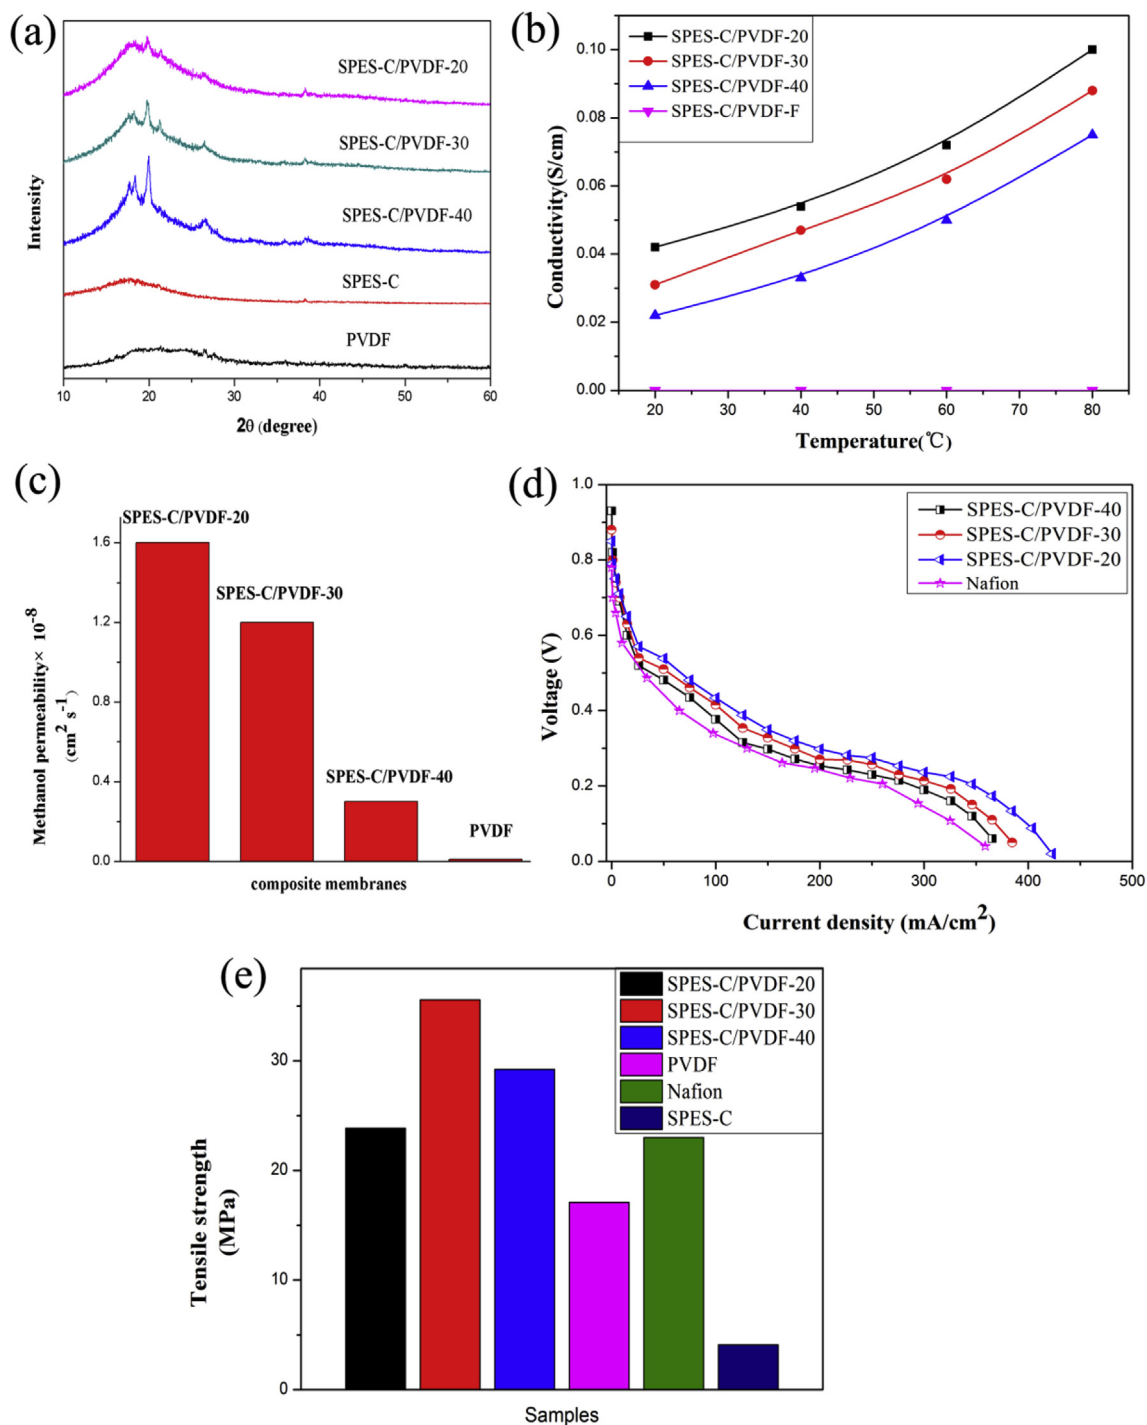 (a)
SPES-C/PVDF-20
SPES-C/PVDF-30
SPES-C/PVDF-40
SPES-C
PVDF
Intensity
10 20 30 40 50 60
2θ (degree)
(b)
SPES-C/PVDF-20
SPES-C/PVDF-30
SPES-C/PVDF-40
SPES-C/PVDF-F
0.10
0.08
0.06
0.04
0.02
0.00
Conductivity(S/cm)
20 30 40 50 60 70 80
Temperature(℃)
(c)
SPES-C/PVDF-20
SPES-C/PVDF-30
SPES-C/PVDF-40
PVDF
1.6
1.2
0.8
0.4
0.0
Methanol permeability× 10-8
(cm2 s-1)
composite membranes
(d)
SPES-C/PVDF-40
SPES-C/PVDF-30
SPES-C/PVDF-20
Nafion
1.0
0.8
0.6
0.4
0.2
0.0
Voltage (V)
0 100 200 300 400 500
Current density (mA/cm2)
(e)
SPES-C/PVDF-20
SPES-C/PVDF-30
SPES-C/PVDF-40
PVDF
Nafion
SPES-C
30
20
10
0
Tensile strength
(MPa)
Samples